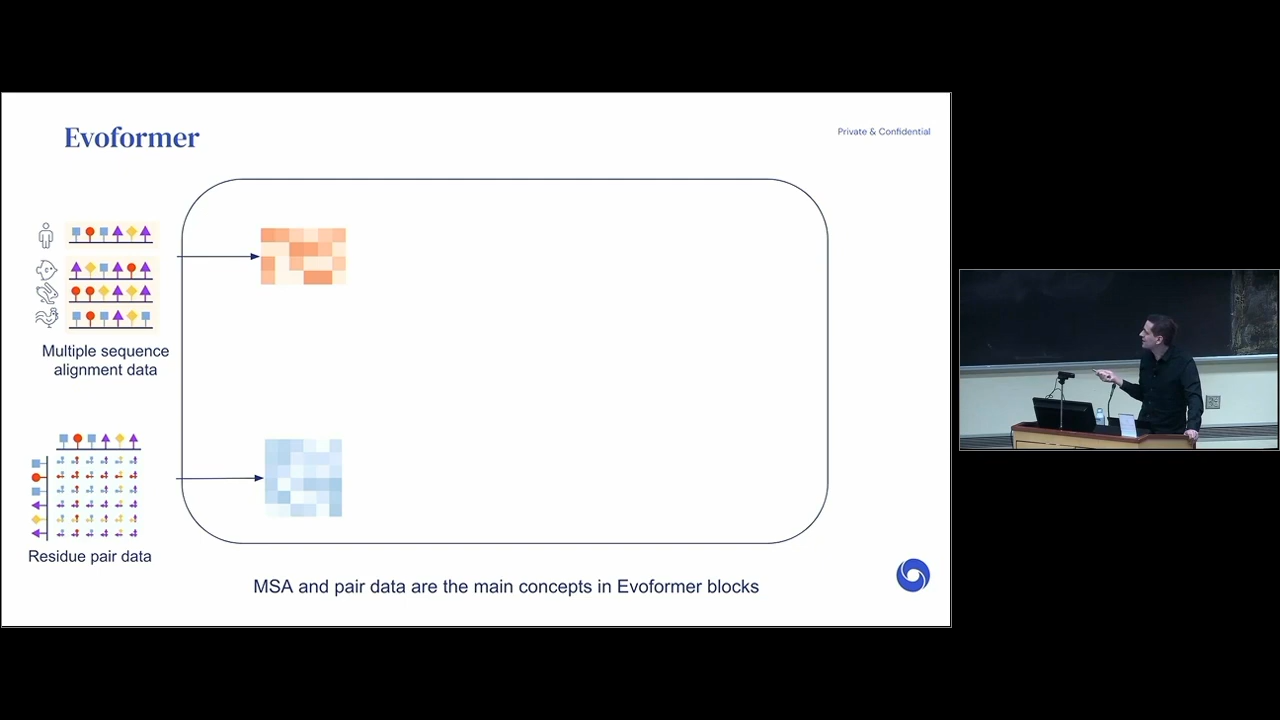 Evoformer
Private & Confidential
Multiple sequence
alignment data
Residue pair data
MSA and pair data are the main concepts in Evoformer blocks